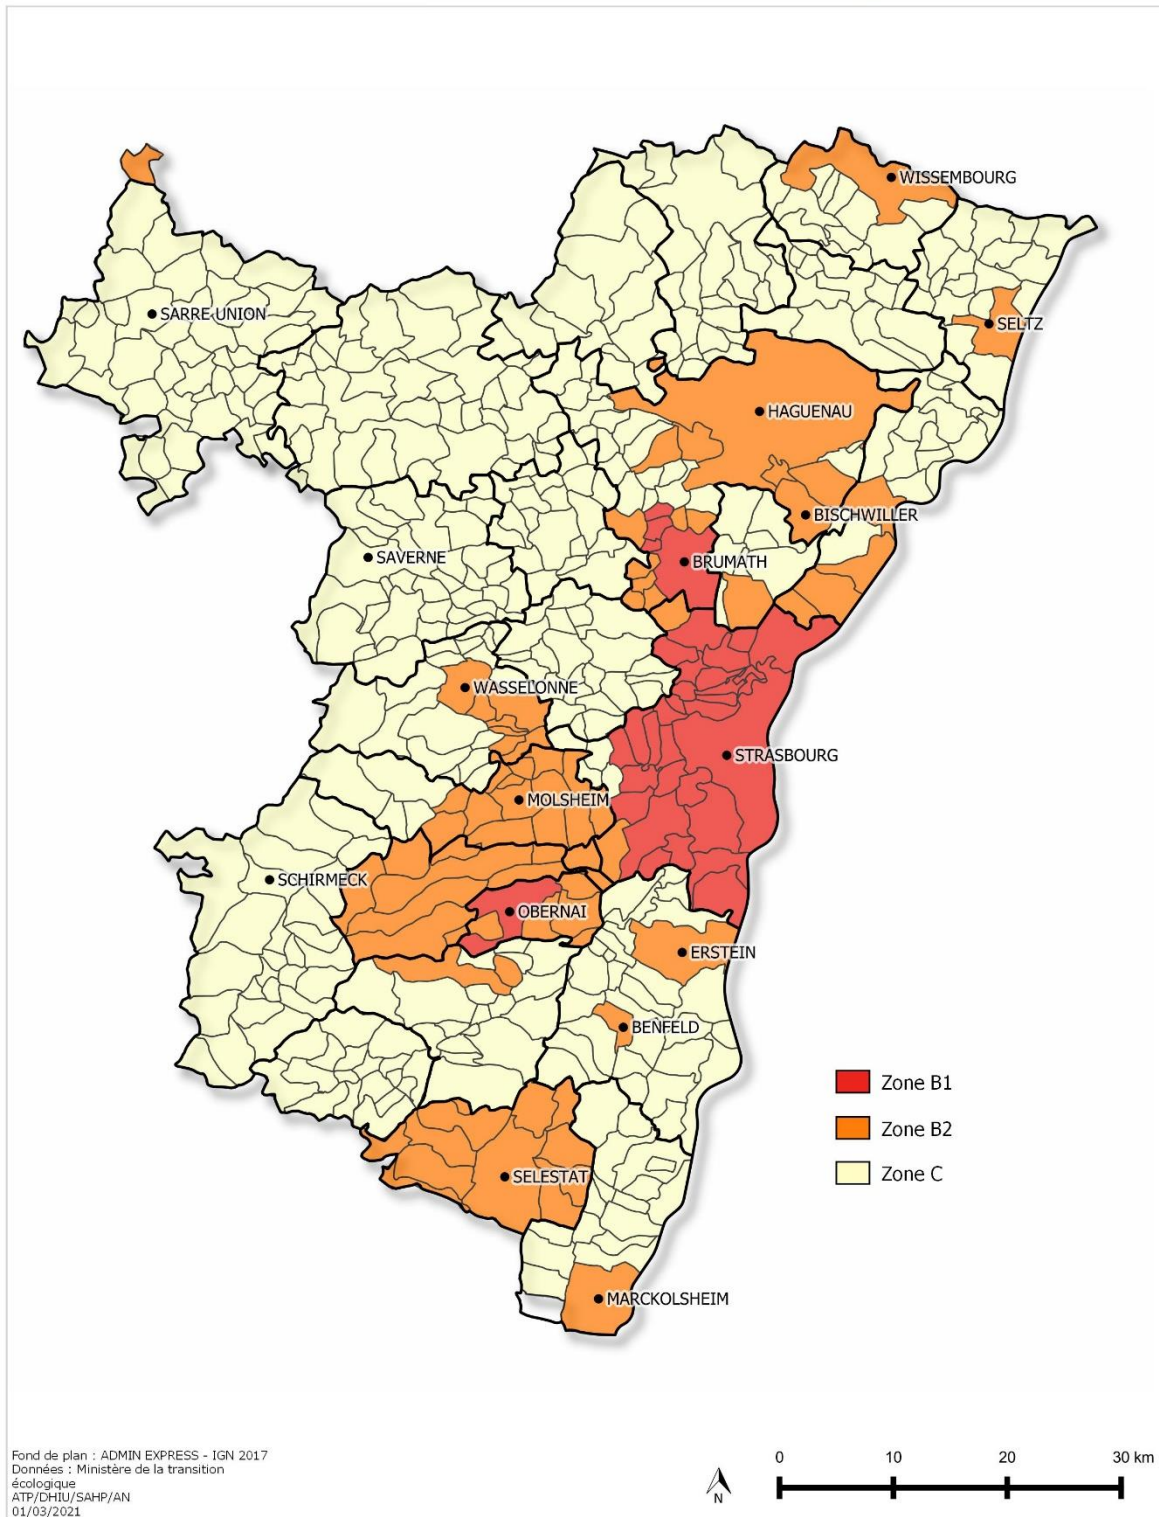 WISSEMBOURG
SARRE UNION
SELTZ
HAGUENAU
BISCHWILLER
SAVERNE
BRUMATH
WASSELONNE
STRASBOURG
MOLSHEIM
SCHIRMECK
OBERNAI
ERSTEIN
BENFELD
Zone B1
Zone B2
SELESTAT
Zone C
MARCKOLSHEIM
Fond de plan : ADMIN EXPRESS - IGN 2017
Données : Ministère de la transition
écologique
ATP/DHIU/SAHP/AN
01/03/2021
N
0 10 20 30 km